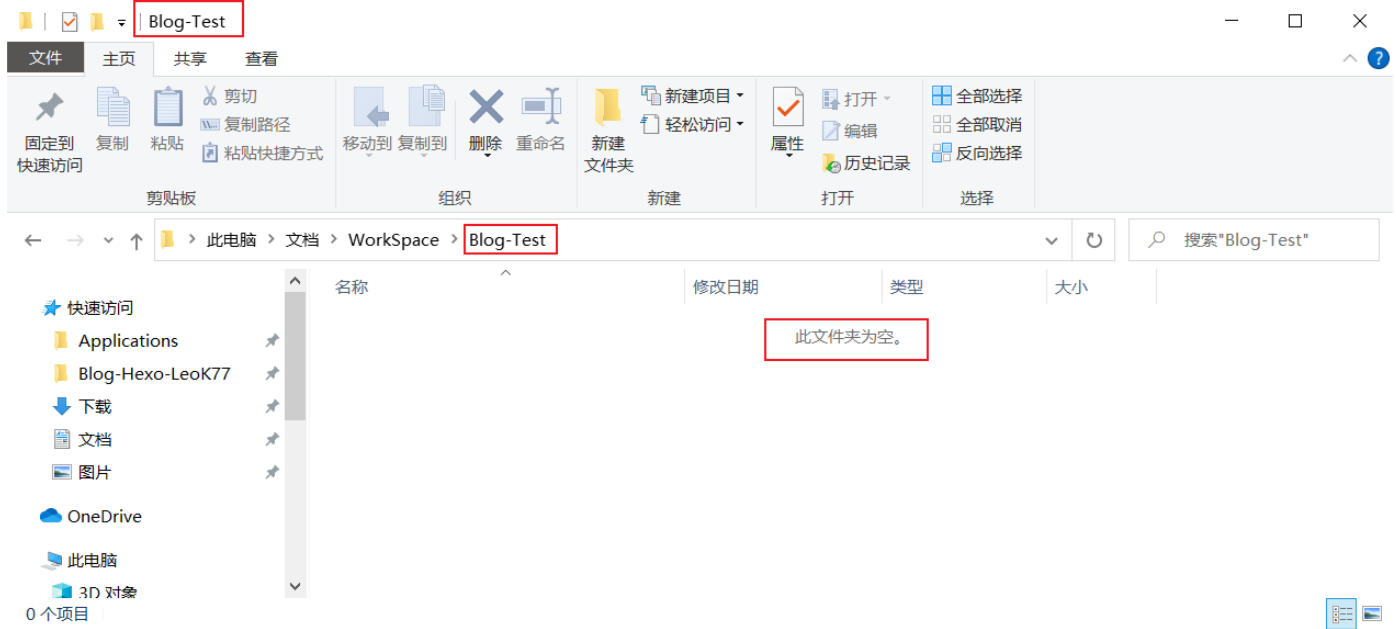 Blog-Test
文件 主页 共享 查看
固定到
快速访问
复制
粘贴
剪切
复制路径
粘贴快捷方式
剪贴板
移动到
复制到
删除
重命名
组织
新建
文件夹
新建项目
轻松访问
新建
属性
打开
编辑
历史记录
打开
全部选择
全部取消
反向选择
选择
此电脑 文档 WorkSpace Blog-Test
搜索"Blog-Test"
名称 修改日期 类型 大小
此文件夹为空。
快速访问
Applications
Blog-Hexo-LeoK77
下载
文档
图片
OneDrive
此电脑
3D 对象
0 个项目